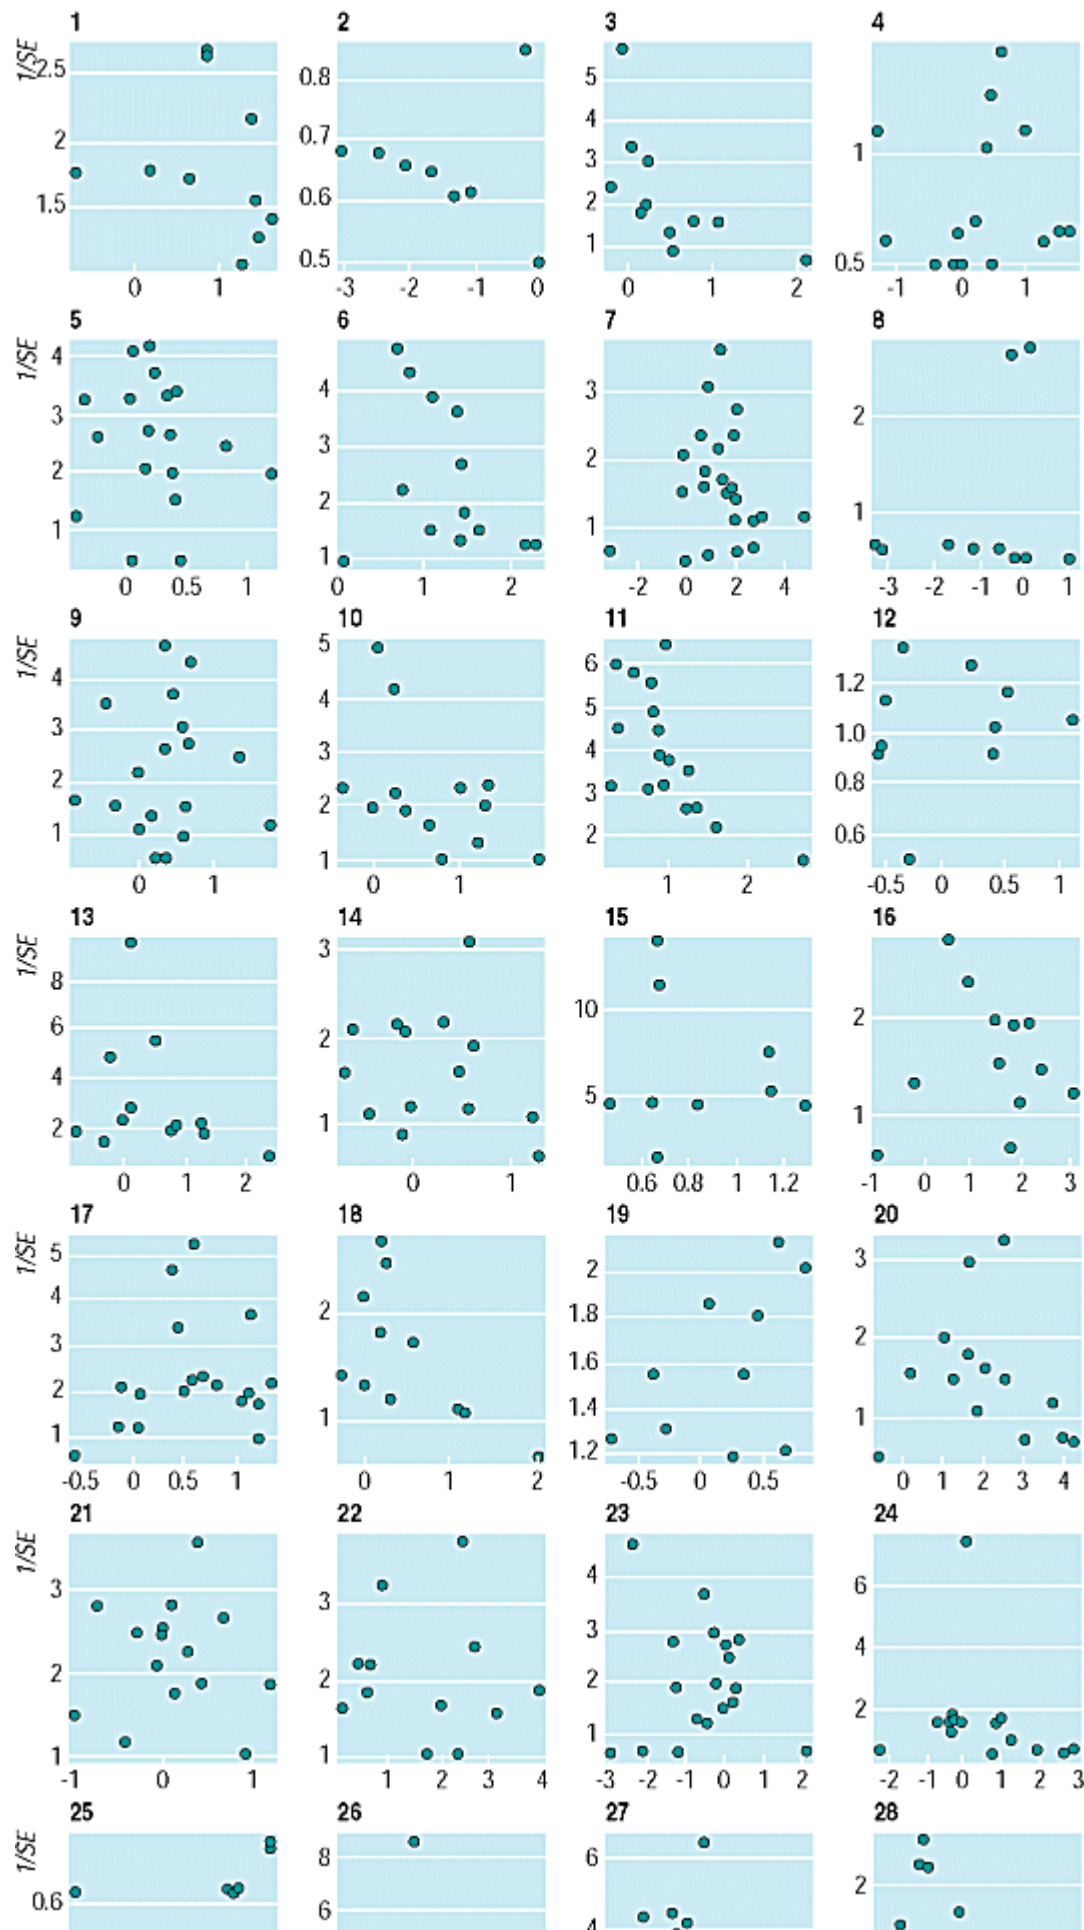 1 2 3 4
1/SE
2.5 2 1.5
0 1
0.8 0.7 0.6 0.5
-3 -2 -1 0
5 4 3 2 1
0 1 2
1 0.5
-1 0 1
5 6 7 8
1/SE
4 3 2 1
0 0.5 1
4 3 2 1
0 1 2
3 2 1
-2 0 2 4
2 1
-3 -2 -1 0 1
9 10 11 12
1/SE
4 3 2 1
0 1
5 4 3 2 1
0 1
6 5 4 3 2
1 2
1.2 1.0 0.8 0.6
-0.5 0 0.5 1
13 14 15 16
1/SE
8 6 4 2
0 1 2
3 2 1
0 1
10 5
0.6 0.8 1 1.2
2 1
-1 0 1 2 3
17 18 19 20
1/SE
5 4 3 2 1
-0.5 0 0.5 1
2 1
0 1 2
2 1.8 1.6 1.4 1.2
-0.5 0 0.5
3 2 1
0 1 2 3 4
21 22 23 24
1/SE
3 2 1
-1 0 1
3 2 1
1 2 3 4
4 3 2 1
-3 -2 -1 0 1 2
6 4 2
-2 -1 0 1 2 3
25 26 27 28
1/SE
0.6
8 6
6 4
2